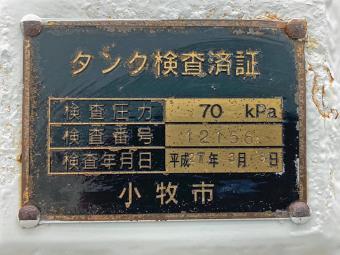 タンク検査済証
検査圧力 70 kPa
検査番号 12156
検査年月日 平成 年 月 日
小牧市